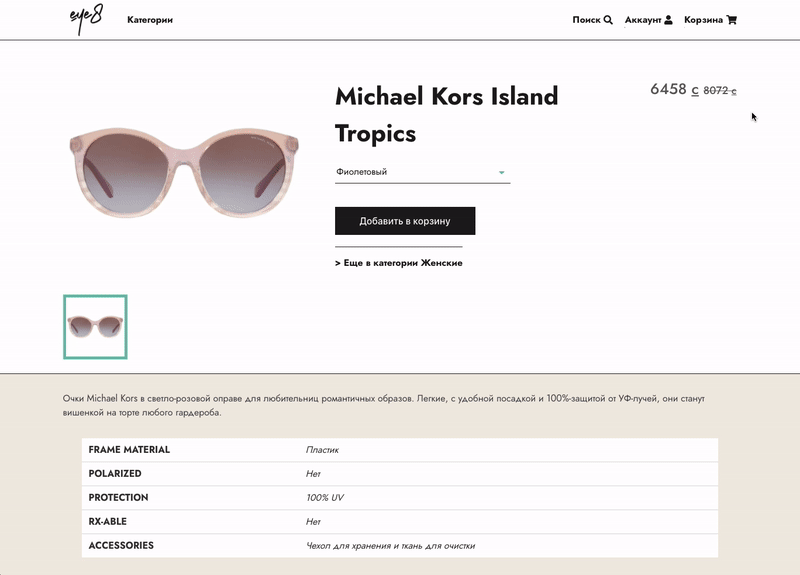 eye8
Категории
Поиск
Аккаунт
Корзина
Michael Kors Island
Tropics
6458 с 8072 с
Фиолетовый
Добавить в корзину
> Еще в категории Женские
Очки Michael Kors в светло-розовой оправе для любительниц романтичных образов. Легкие, с удобной посадкой и 100%-защитой от УФ-лучей, они станут
вишенкой на торте любого гардероба.
FRAME MATERIAL Пластик
POLARIZED Нет
PROTECTION 100% UV
RX-ABLE Нет
ACCESSORIES Чехол для хранения и ткань для очистки